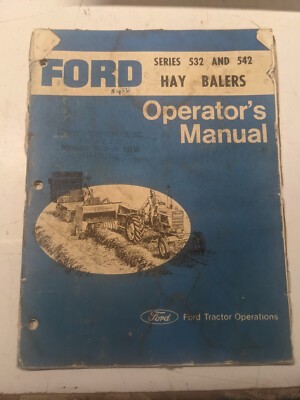 FORD
SERIES 532 AND 542
HAY BALERS
Operator's
Manual
Ford
Ford Tractor Operations